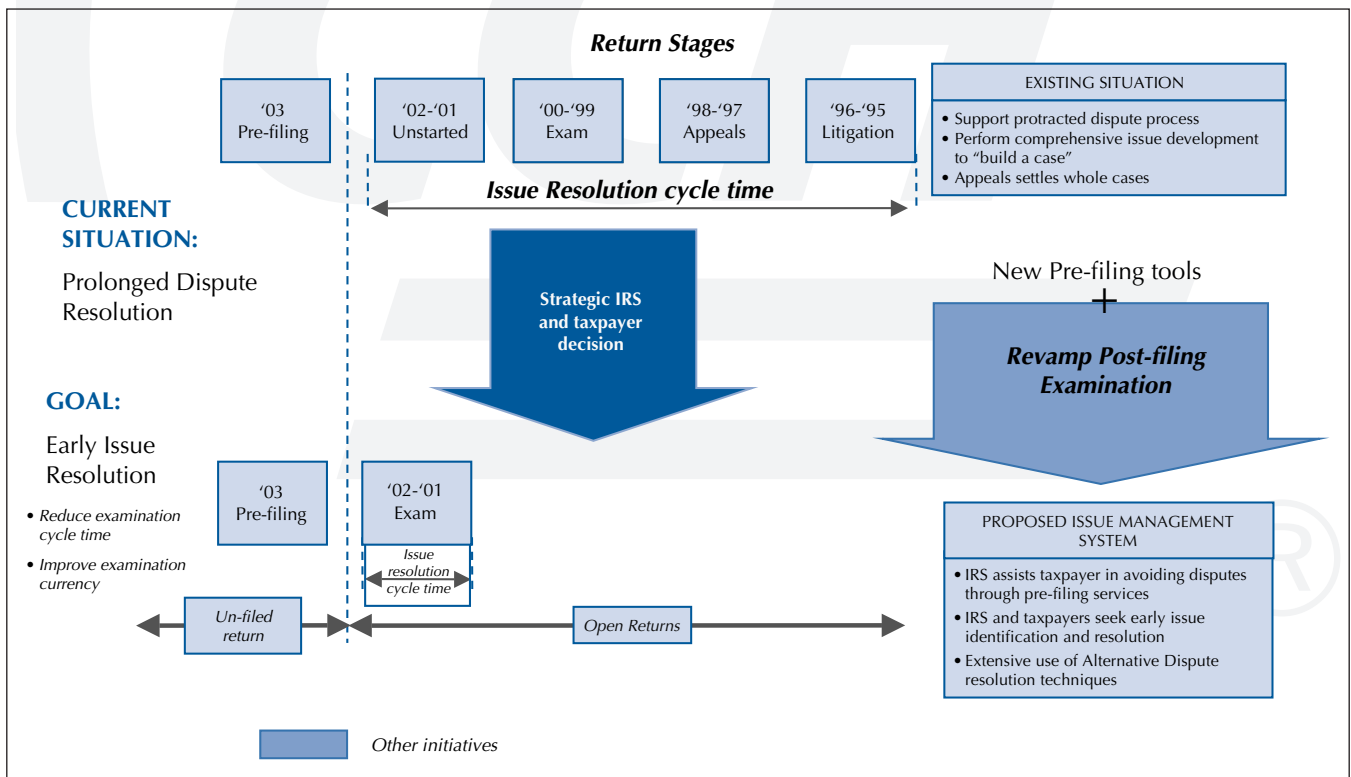 Return Stages
‘03
Pre-filing
‘02-‘01
Unstarted
‘00-‘99
Exam
‘98-‘97
Appeals
‘96-‘95
Litigation
EXISTING SITUATION
• Support protracted dispute process
• Perform comprehensive issue development
to “build a case”
• Appeals settles whole cases
Issue Resolution cycle time
CURRENT
SITUATION:
Prolonged Dispute
Resolution
Strategic IRS
and taxpayer
decision
New Pre-filing tools
+
Revamp Post-filing
Examination
GOAL:
Early Issue
Resolution
• Reduce examination
cycle time
• Improve examination
currency
‘03
Pre-filing
‘02-‘01
Exam
Issue
resolution
cycle time
Un-filed
return
Open Returns
PROPOSED ISSUE MANAGEMENT
SYSTEM
• IRS assists taxpayer in avoiding disputes
through pre-filing services
• IRS and taxpayers seek early issue
identification and resolution
• Extensive use of Alternative Dispute
resolution techniques
Other initiatives
CCH
®